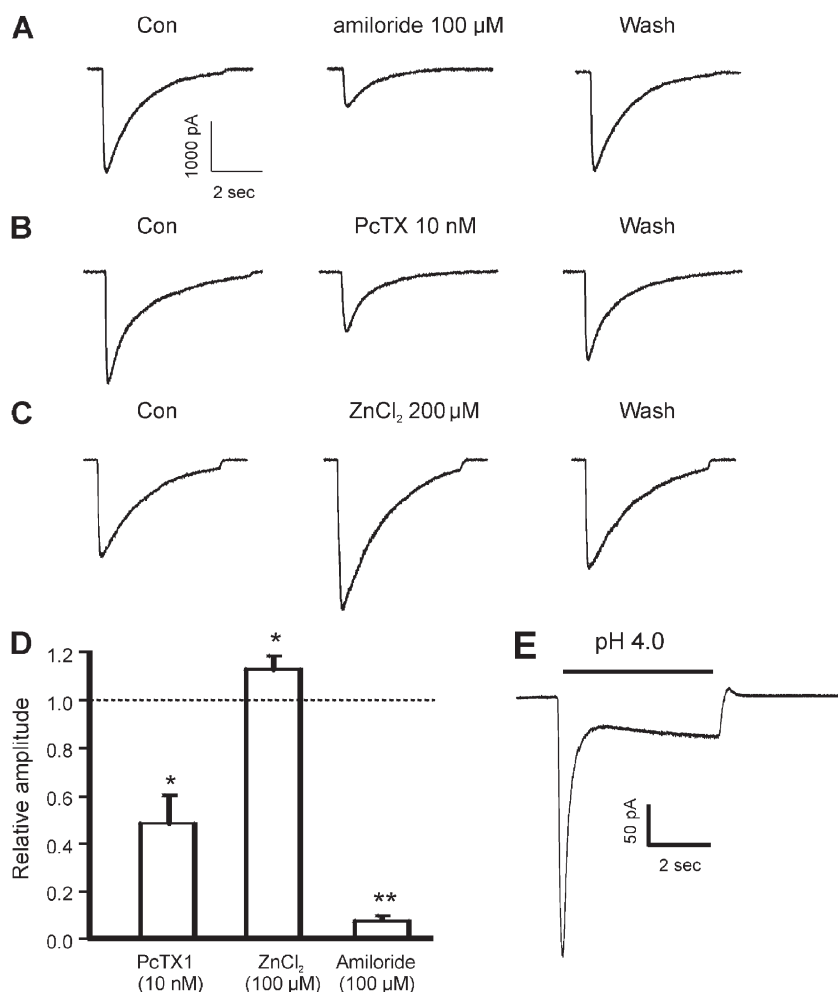 A
Con
amiloride 100 µM
Wash
1000 pA
2 sec
B
Con
PcTX 10 nM
Wash
C
Con
ZnCl₂ 200 µM
Wash
D
Relative amplitude
1.2
1.0
0.8
0.6
0.4
0.2
0.0
*
*
**
PcTX1
(10 nM)
ZnCl₂
(100 µM)
Amiloride
(100 µM)
E
pH 4.0
50 pA
2 sec